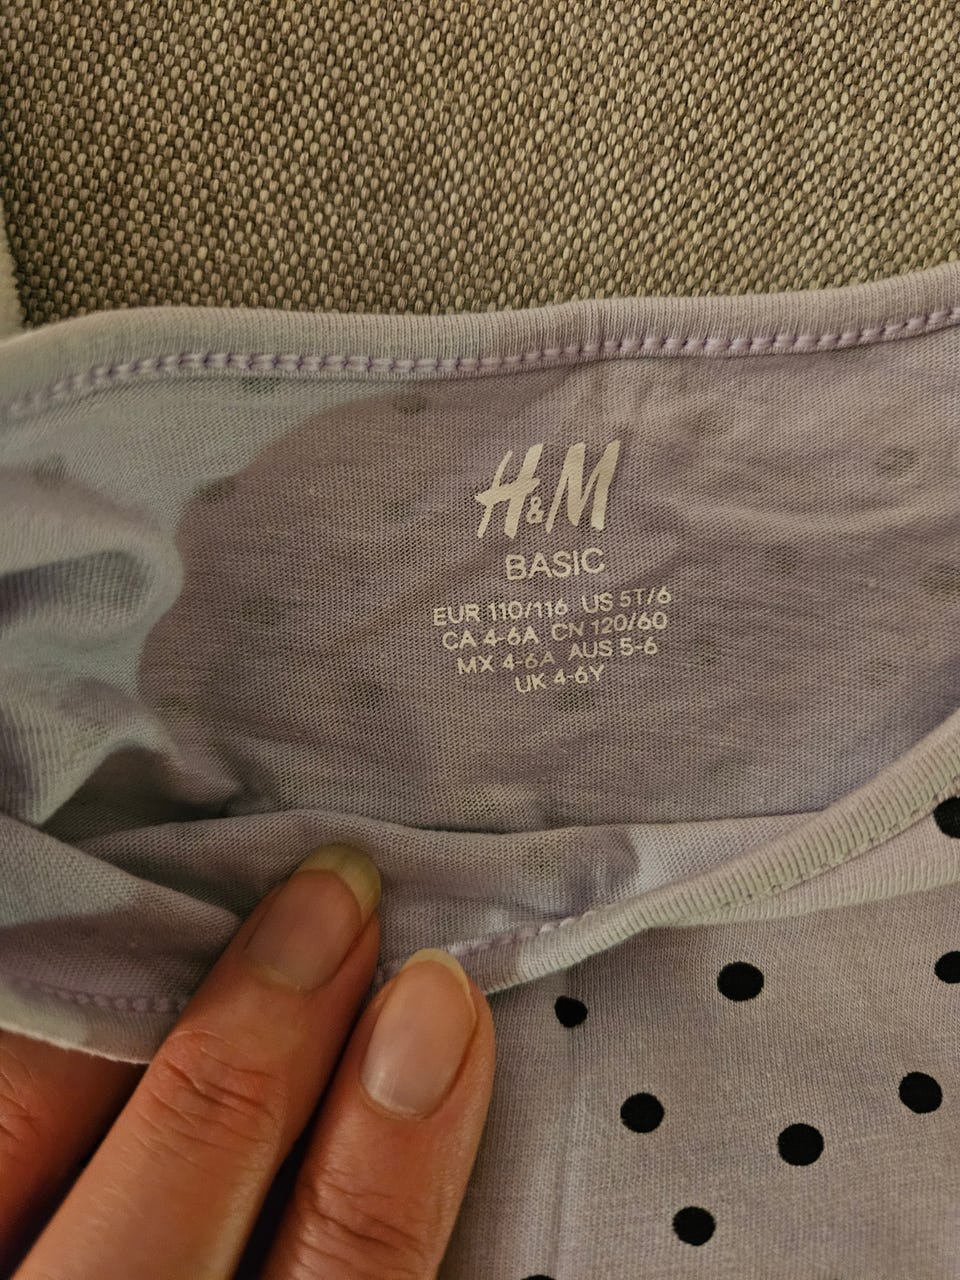 H&M
BASIC
EUR 110/116 US 5T/6
CA 4-6A CN 120/60
MX 4-6A AUS 5-6
UK 4-6Y